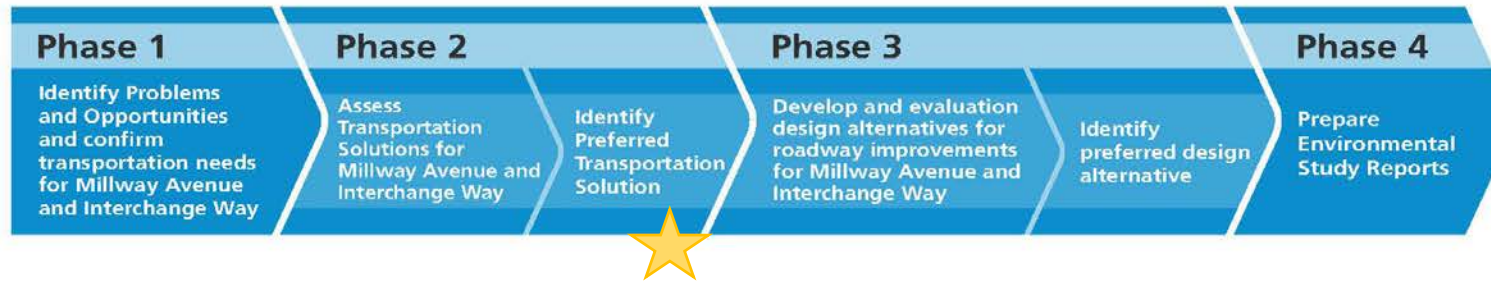 Phase 1
Identify Problems
and Opportunities
and confirm
transportation needs
for Millway Avenue
and Interchange Way
Phase 2
Assess
Transportation
Solutions for
Millway Avenue and
Interchange Way
Identify
Preferred
Transportation
Solution
Phase 3
Develop and evaluation
design alternatives for
roadway improvements
for Millway Avenue and
Interchange Way
Identify
preferred design
alternative
Phase 4
Prepare
Environmental
Study Reports